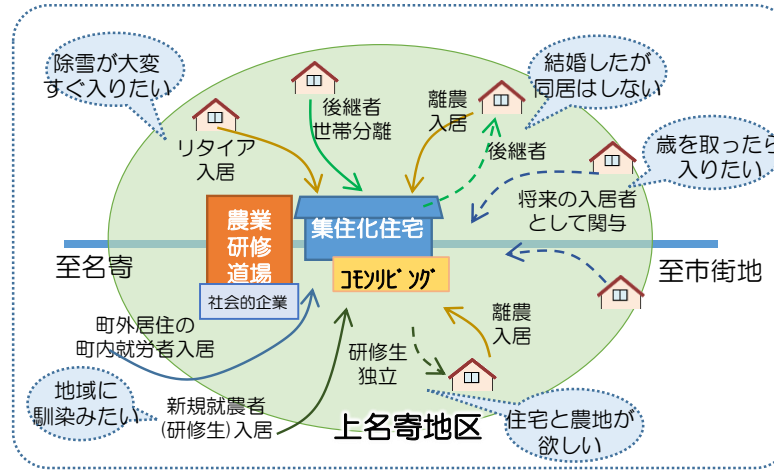 除雪が大変
すぐ入りたい
結婚したが
同居はしない
後継者
世帯分離
離農
入居
リタイア
入居
後継者
歳を取ったら
入りたい
将来の入居者
として関与
農業
研修
道場
集住化住宅
コモンリビング
社会的企業
至名寄
至市街地
町外居住の
町内就労者入居
離農
入居
研修生
独立
地域に
馴染みたい
新規就農者
(研修生)入居
上名寄地区
住宅と農地が
欲しい